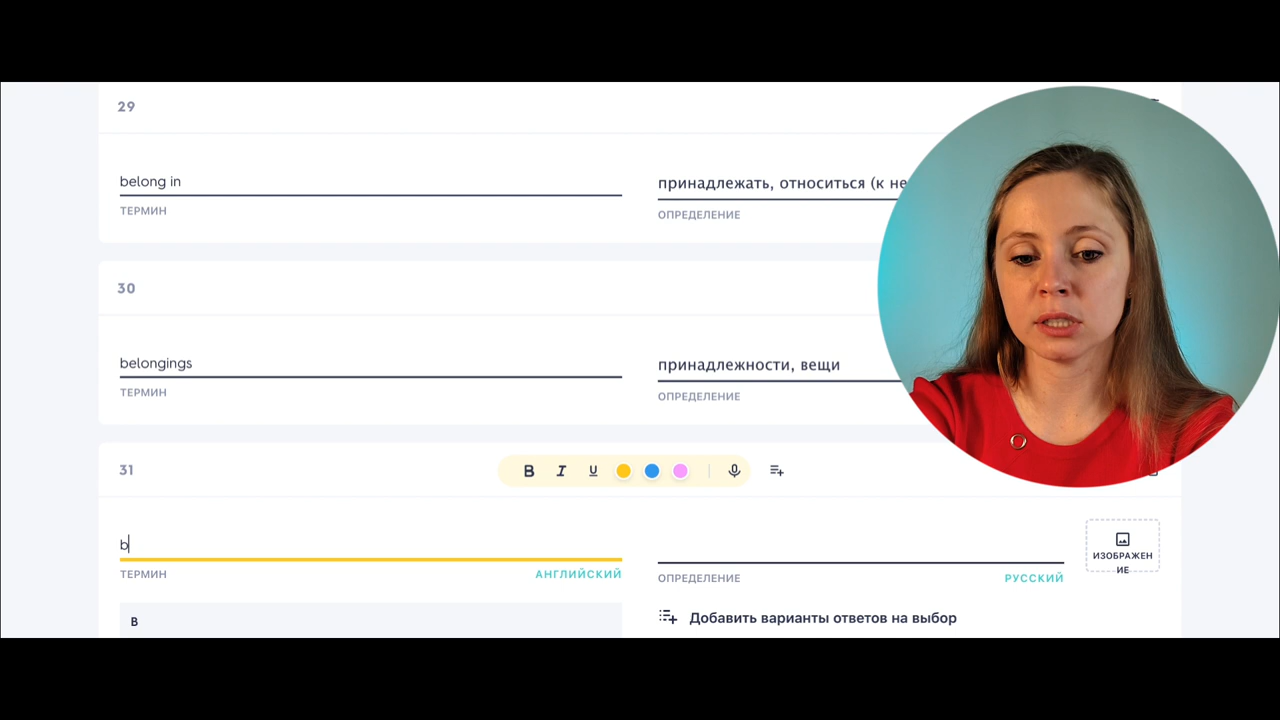 29
belong in
принадлежать, относиться (к не
ТЕРМИН
ОПРЕДЕЛЕНИЕ
30
belongings
принадлежности, вещи
ТЕРМИН
ОПРЕДЕЛЕНИЕ
31
B I U
b
ТЕРМИН
АНГЛИЙСКИЙ
ОПРЕДЕЛЕНИЕ
РУССКИЙ
ИЗОБРАЖЕН
ИЕ
B
Добавить варианты ответов на выбор